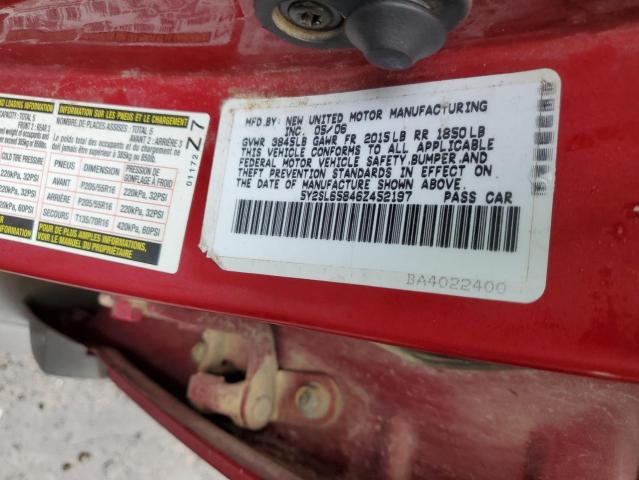 MFD.BY: NEW UNITED MOTOR MANUFACTURING
INC. 05/06
GVWR 3845LB GAWR FR 2015LB RR 1850LB
THIS VEHICLE CONFORMS TO ALL APPLICABLE
FEDERAL MOTOR VEHICLE SAFETY,BUMPER,AND
THEFT PREVENTION STANDARDS IN EFFECT ON
THE DATE OF MANUFACTURE SHOWN ABOVE.
5Y2SL65846Z452197 PASS CAR
BA4022400
LOADING INFORMATION
CAPACITY: TOTAL 5
FRONT 2: REAR 3
COLD TIRE PRESSURE
220kPa, 32PSI
220kPa, 32PSI
420kPa, 60PSI
INFORMATION SUR LES PNEUS ET LE CHARGEMENT
NOMBRE DE PLACES ASSISES: TOTAL 5
AVANT 2: ARRIÈRE 3
PNEU DIMENSION PRESSION DE GONFLAGE À FROID
AVANT P205/55R16 220kPa, 32PSI
ARRIÈRE P205/55R16 220kPa, 32PSI
SECOURS T135/70R16 420kPa, 60PSI
POUR DE PLUS AMPLES INFORMATIONS,
CONSULTEZ LE MANUEL DU PROPRIÉTAIRE
01172 Z7